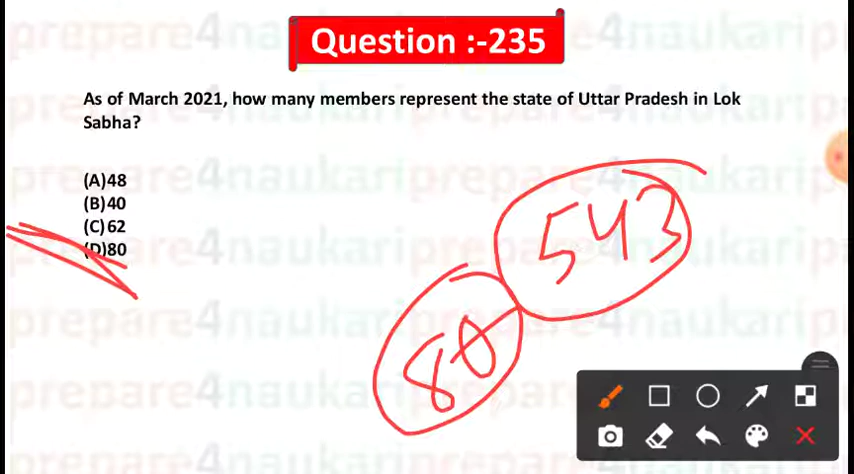 Question :-235
As of March 2021, how many members represent the state of Uttar Pradesh in Lok
Sabha?
(A)48
(B)40
(C)62
(D)80
543
80
prepare4naukari